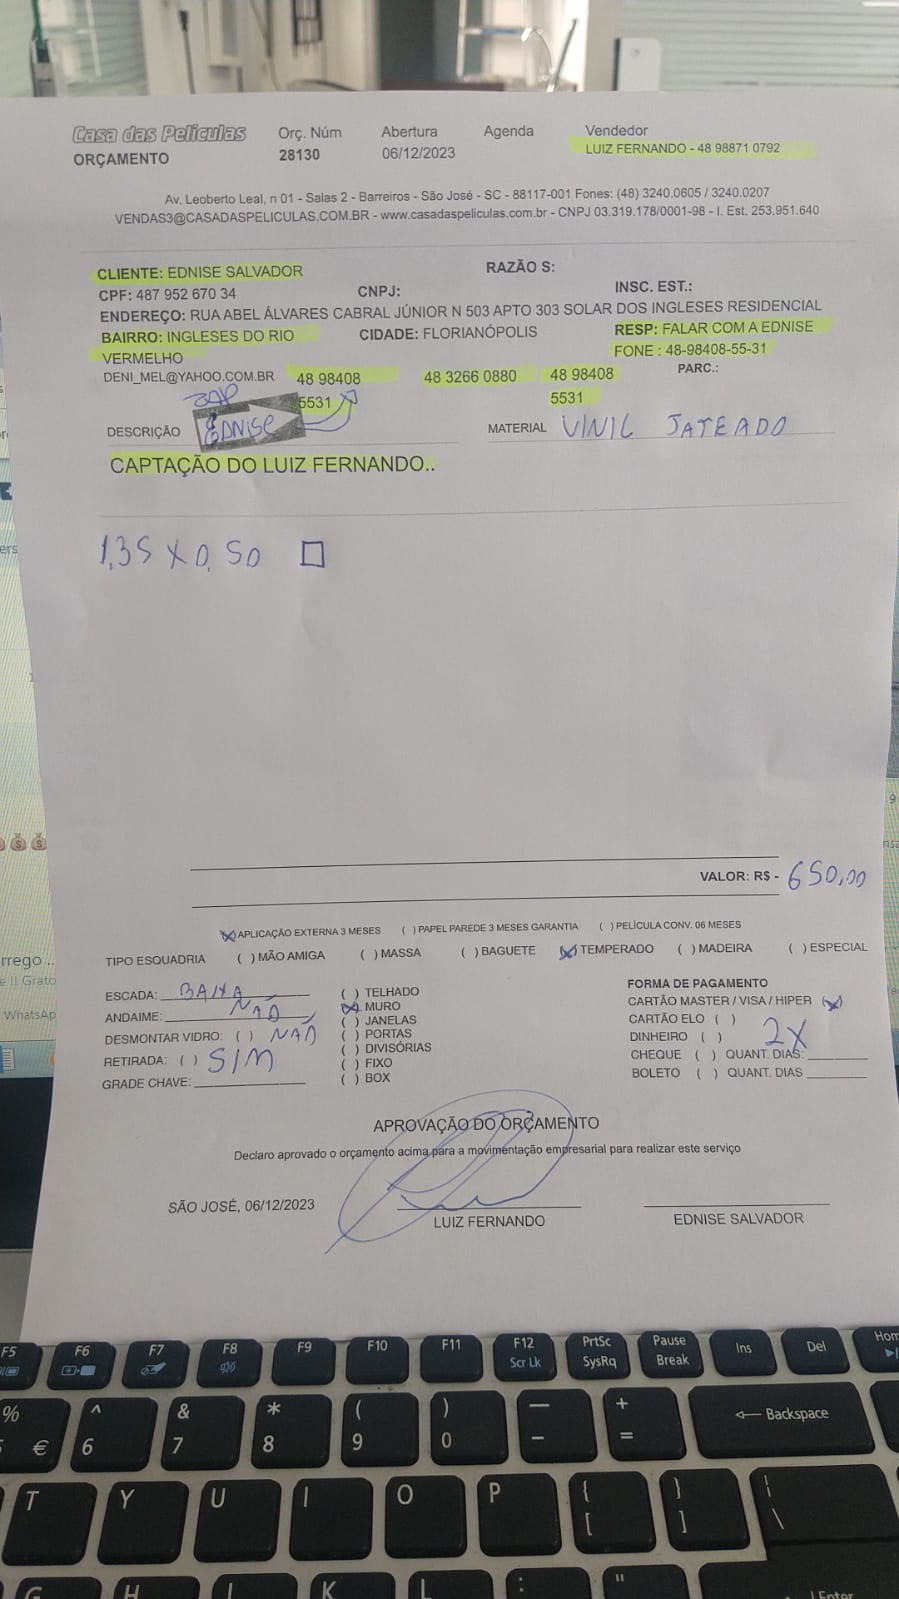 Casa das Películas Orç. Núm Abertura Agenda Vendedor
ORÇAMENTO 28130 06/12/2023 LUIZ FERNANDO - 48 98871 0792
Av. Leoberto Leal, n 01 - Salas 2 - Barreiros - São José - SC - 88117-001 Fones: (48) 3240.0605 / 3240.0207
VENDAS3@CASADASPELICULAS.COM.BR - www.casadaspeliculas.com.br - CNPJ 03.319.178/0001-98 - I. Est. 253.951.640
CLIENTE: EDNISE SALVADOR RAZÃO S:
CPF: 487 952 670 34 CNPJ: INSC. EST.:
ENDEREÇO: RUA ABEL ÁLVARES CABRAL JÚNIOR N 503 APTO 303 SOLAR DOS INGLESES RESIDENCIAL
BAIRRO: INGLESES DO RIO CIDADE: FLORIANÓPOLIS RESP: FALAR COM A EDNISE
VERMELHO FONE : 48-98408-55-31
DENI_MEL@YAHOO.COM.BR 48 98408 48 3266 0880 48 98408 PARC.:
ZAP 5531 5531
DESCRIÇÃO EDNISE MATERIAL VINIL JATEADO
CAPTAÇÃO DO LUIZ FERNANDO..
1,35 X 0,50
VALOR: R$ - 650,00
(X) APLICAÇÃO EXTERNA 3 MESES ( ) PAPEL PAREDE 3 MESES GARANTIA ( ) PELÍCULA CONV. 06 MESES
TIPO ESQUADRIA ( ) MÃO AMIGA ( ) MASSA ( ) BAGUETE (X) TEMPERADO ( ) MADEIRA ( ) ESPECIAL
ESCADA: BAIXA ( ) TELHADO FORMA DE PAGAMENTO
ANDAIME: NÃO (X) MURO CARTÃO MASTER / VISA / HIPER (X)
DESMONTAR VIDRO: ( ) NÃO ( ) JANELAS CARTÃO ELO ( )
RETIRADA: ( ) SIM ( ) PORTAS DINHEIRO ( ) 2X
GRADE CHAVE: ( ) DIVISÓRIAS CHEQUE ( ) QUANT. DIAS:
( ) FIXO BOLETO ( ) QUANT. DIAS
( ) BOX
APROVAÇÃO DO ORÇAMENTO
Declaro aprovado o orçamento acima para a movimentação empresarial para realizar este serviço
SÃO JOSÉ, 06/12/2023
LUIZ FERNANDO EDNISE SALVADOR
F5 F6 F7 F8 F9 F10 F11 F12 PrtSc Pause Ins Del
Scr Lk SysRq Break
% ^ & * ( ) — + Backspace
€ 6 7 8 9 0 - =
T Y U I O P { } |
[ ] \
G H J K L : " Enter